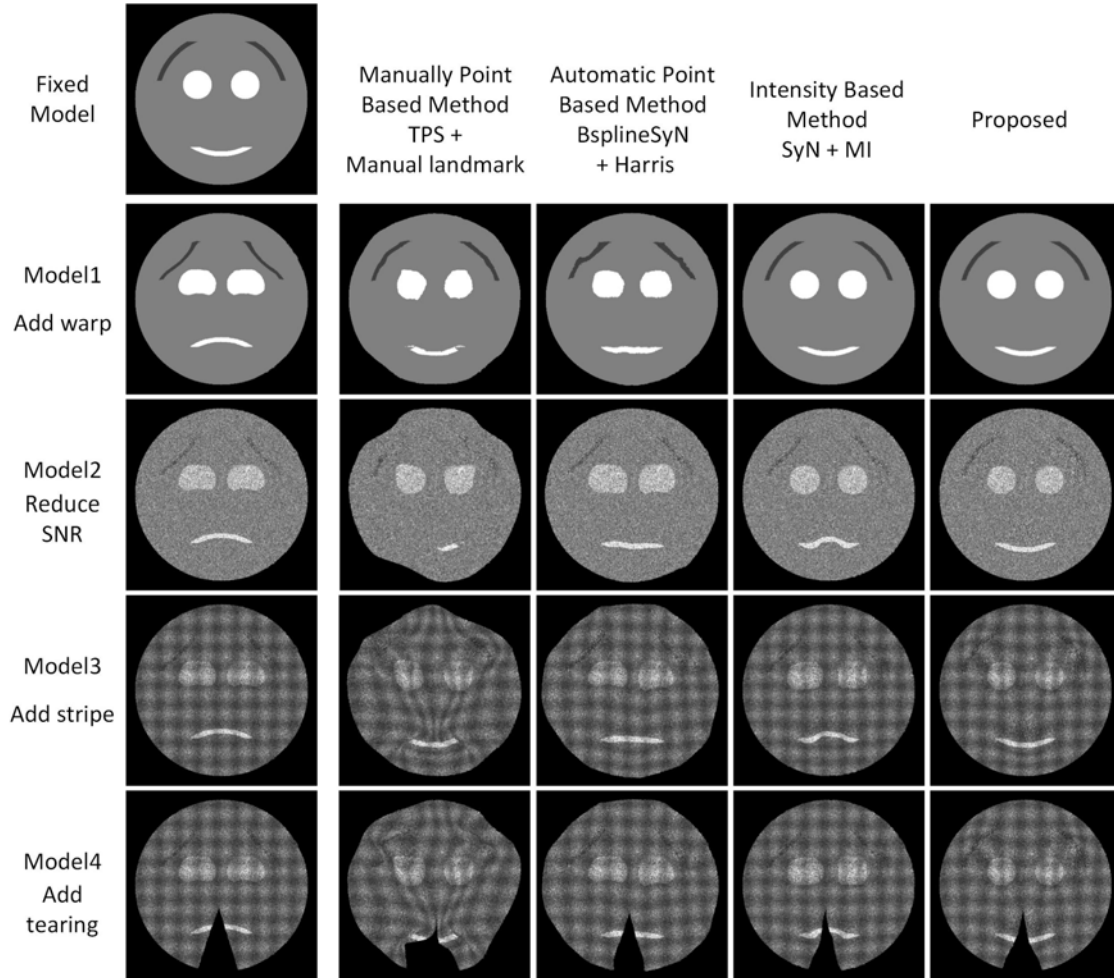 Fixed
Model
Manually Point
Based Method
TPS +
Manual landmark
Automatic Point
Based Method
BsplineSyN
+ Harris
Intensity Based
Method
SyN + MI
Proposed
Model1
Add warp
Model2
Reduce
SNR
Model3
Add stripe
Model4
Add
tearing